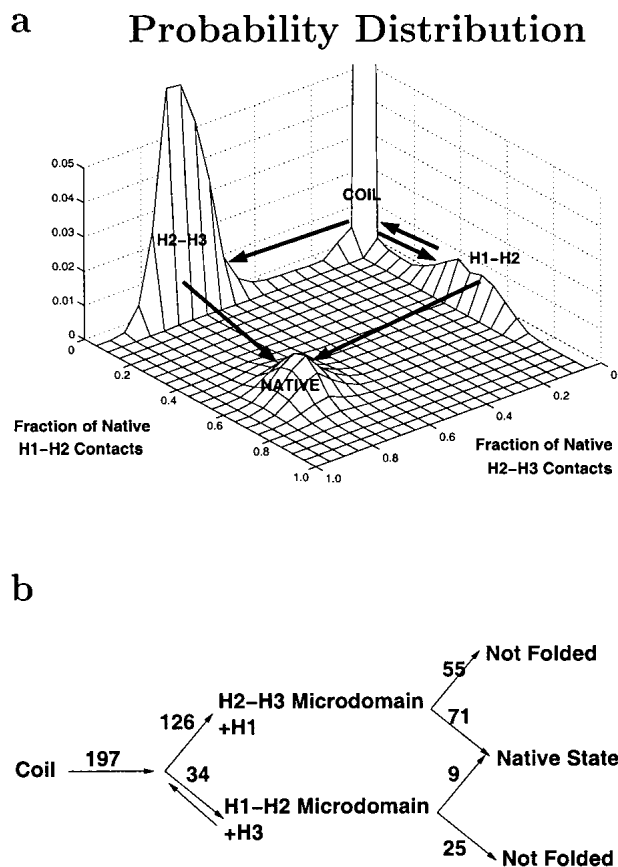 a Probability Distribution
0.05
0.04
0.03
0.02
0.01
0
COIL
H2–H3
H1–H2
NATIVE
0
0.2
0.4
0.6
0.8
1.0
1.0
0.8
0.6
0.4
0.2
0
Fraction of Native
H1–H2 Contacts
Fraction of Native
H2–H3 Contacts
b
Not Folded
55
H2–H3 Microdomain
126
+H1
71
197
Coil
Native State
34
9
H1–H2 Microdomain
+H3
25
Not Folded